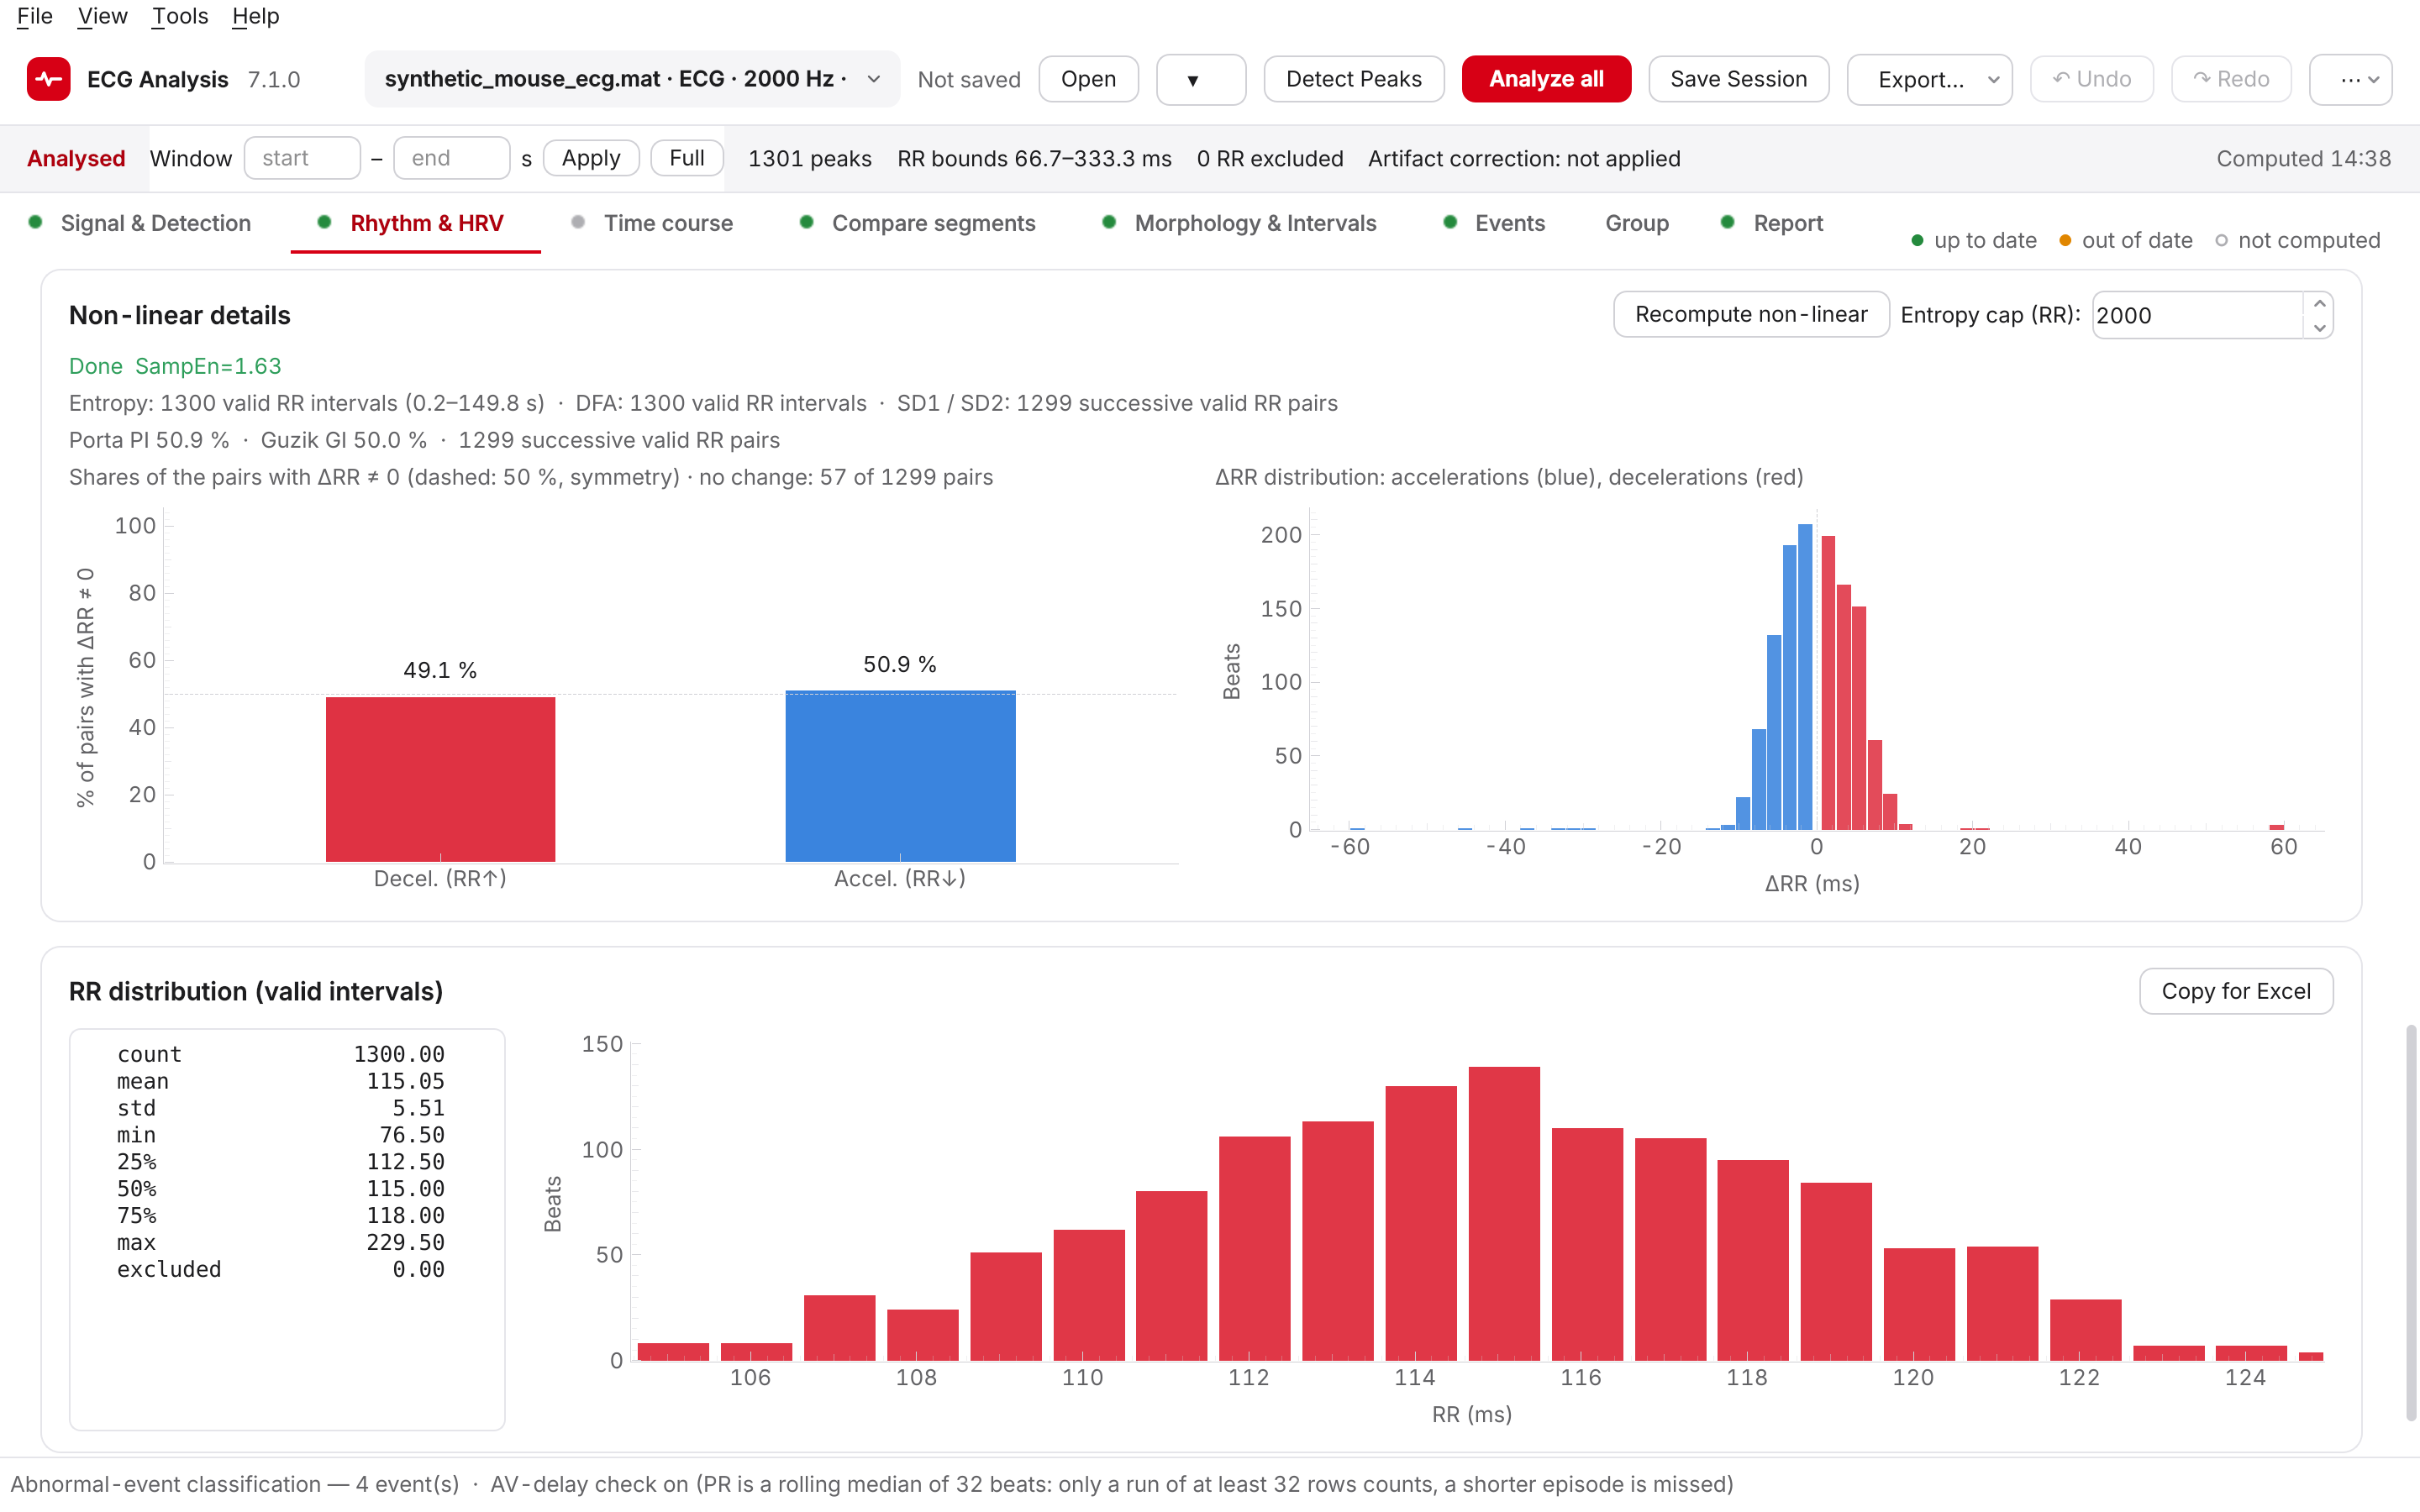 File View Tools Help
ECG Analysis 7.1.0 synthetic_mouse_ecg.mat · ECG · 2000 Hz · Not saved Open ▼ Detect Peaks Analyze all Save Session Export... ↶ Undo ↷ Redo ...
Analysed Window start – end s Apply Full 1301 peaks RR bounds 66.7–333.3 ms 0 RR excluded Artifact correction: not applied Computed 14:38
Signal & Detection Rhythm & HRV Time course Compare segments Morphology & Intervals Events Group Report up to date out of date not computed
Non-linear details Recompute non-linear Entropy cap (RR): 2000
Done SampEn=1.63
Entropy: 1300 valid RR intervals (0.2–149.8 s) · DFA: 1300 valid RR intervals · SD1 / SD2: 1299 successive valid RR pairs
Porta PI 50.9 % · Guzik GI 50.0 % · 1299 successive valid RR pairs
Shares of the pairs with ΔRR ≠ 0 (dashed: 50 %, symmetry) · no change: 57 of 1299 pairs
% of pairs with ΔRR ≠ 0
100
80
60
40
20
0
49.1 %
50.9 %
Decel. (RR↑) Accel. (RR↓)
ΔRR distribution: accelerations (blue), decelerations (red)
Beats
200
150
100
50
0
-60 -40 -20 0 20 40 60
ΔRR (ms)
RR distribution (valid intervals) Copy for Excel
count 1300.00
mean 115.05
std 5.51
min 76.50
25% 112.50
50% 115.00
75% 118.00
max 229.50
excluded 0.00
Beats
150
100
50
0
106 108 110 112 114 116 118 120 122 124
RR (ms)
Abnormal-event classification — 4 event(s) · AV-delay check on (PR is a rolling median of 32 beats: only a run of at least 32 rows counts, a shorter episode is missed)